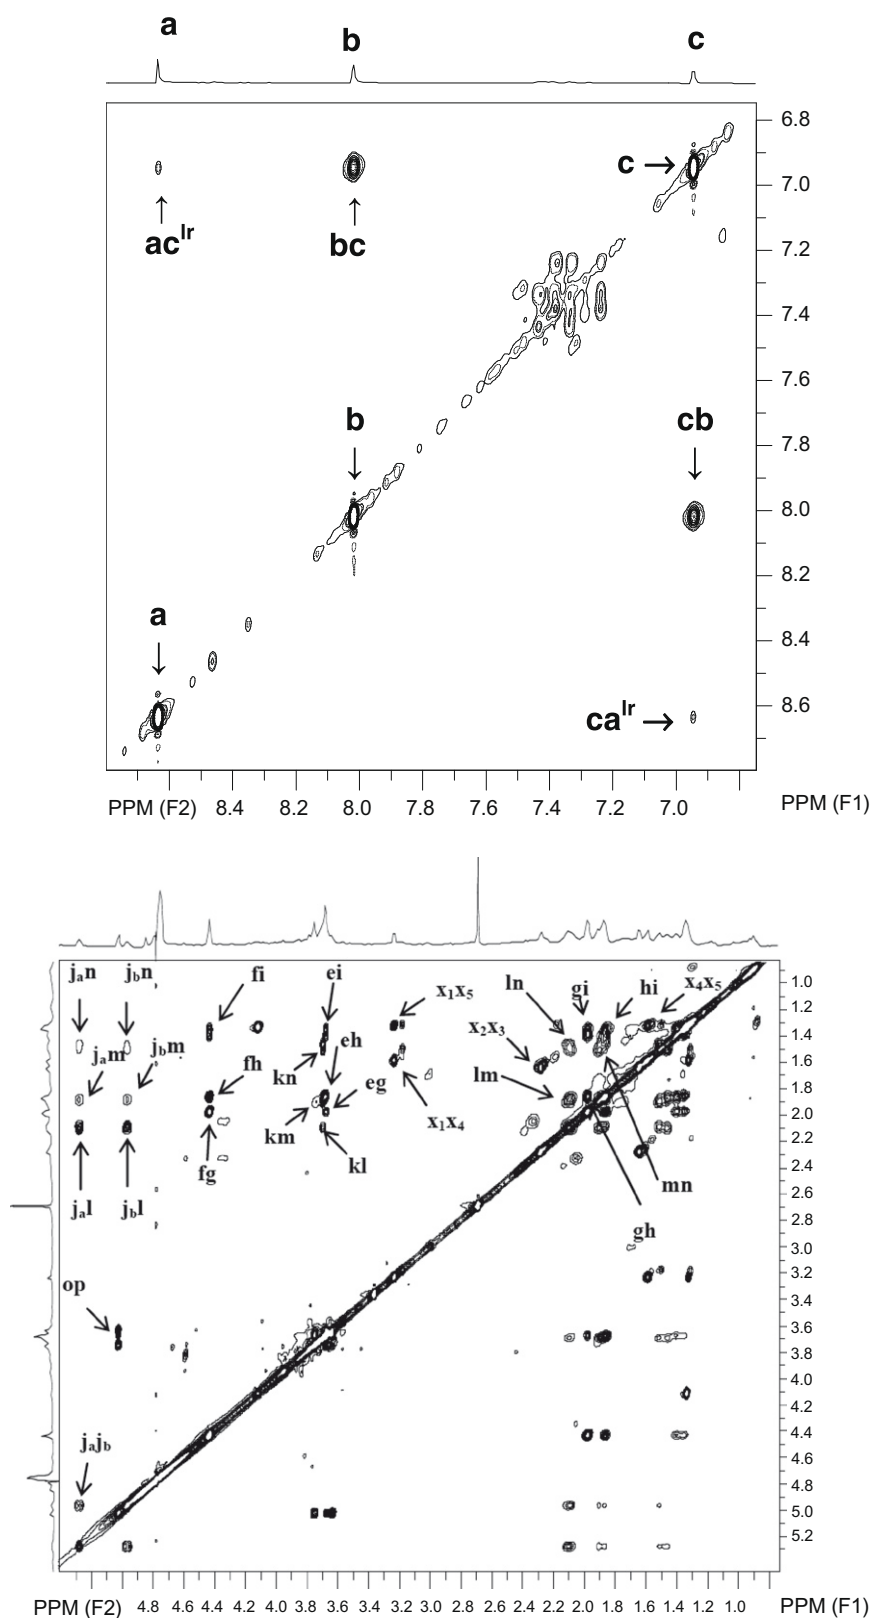 a
b
c
6.8
c →
7.0
acˡʳ
bc
7.2
7.4
7.6
b
cb
7.8
8.0
8.2
a
8.4
8.6
caˡʳ →
PPM (F2) 8.4 8.2 8.0 7.8 7.6 7.4 7.2 7.0 PPM (F1)
jₐn j_bn fi ei x₁x₅ ln gi hi x₄x₅
1.0
1.2
jₐm j_bm kn eh x₂x₃
1.4
1.6
fh eg lm
1.8
km x₁x₄
2.0
fg kl
2.2
jₐl j_bl mn
2.4
gh
2.6
2.8
3.0
op
3.2
3.4
3.6
3.8
4.0
4.2
jₐj_b
4.4
4.6
4.8
5.0
5.2
PPM (F2) 4.8 4.6 4.4 4.2 4.0 3.8 3.6 3.4 3.2 3.0 2.8 2.6 2.4 2.2 2.0 1.8 1.6 1.4 1.2 1.0 PPM (F1)